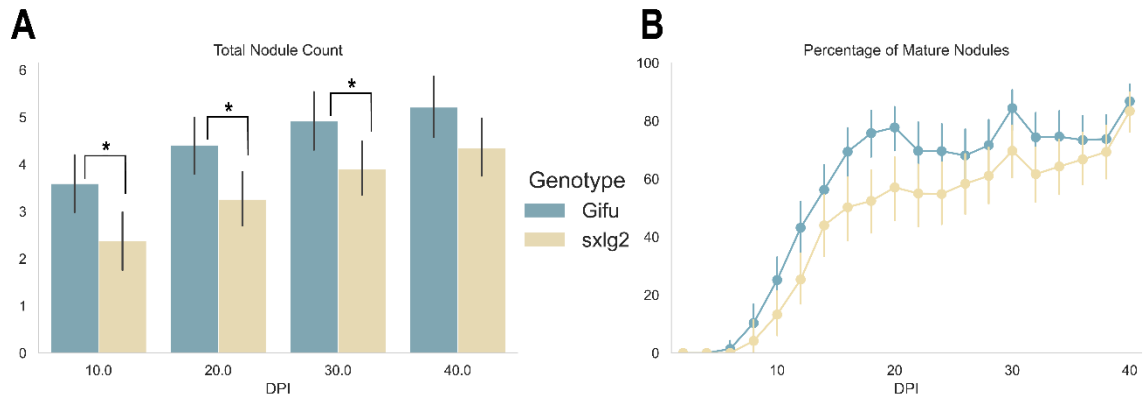 A
Total Nodule Count
6
5
4
3
2
1
0
*
*
*
10.0 20.0 30.0 40.0
DPI
Genotype
Gifu
sxlg2
B
Percentage of Mature Nodules
100
80
60
40
20
0
10 20 30 40
DPI